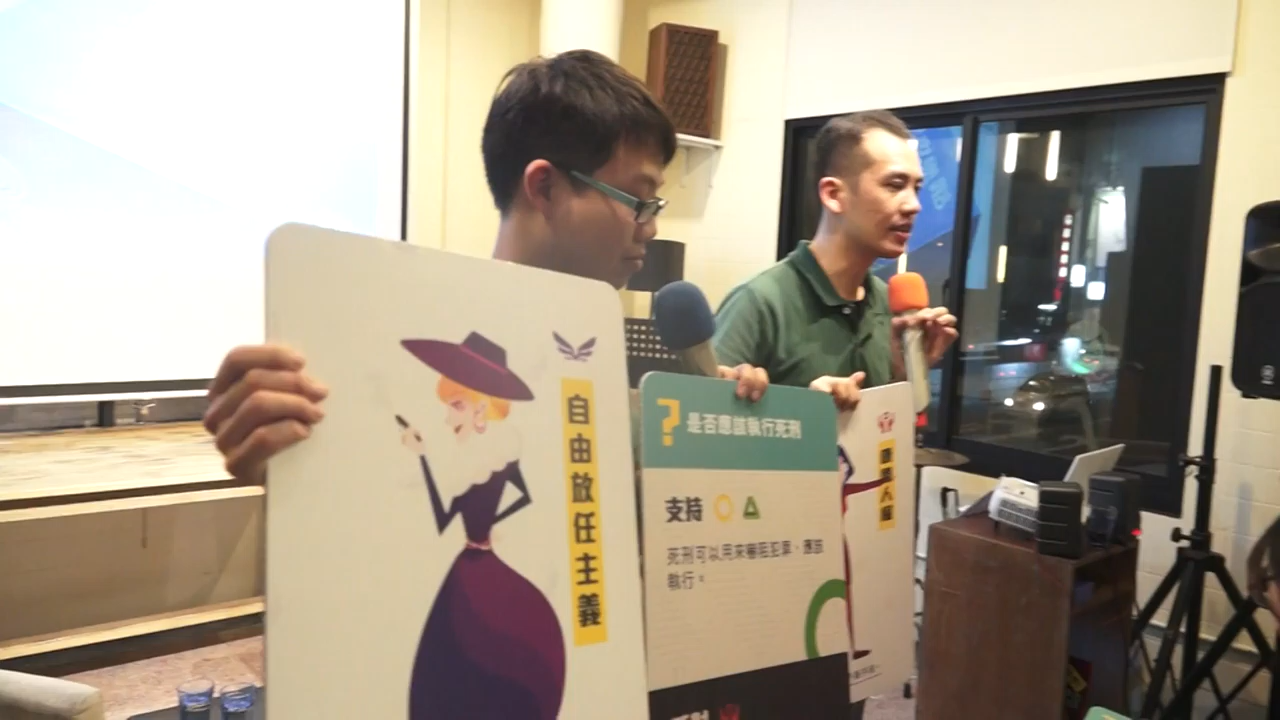 自由放任主義
? 是否應該執行死刑
支持
死刑可以用來嚇阻犯罪,應該
執行。